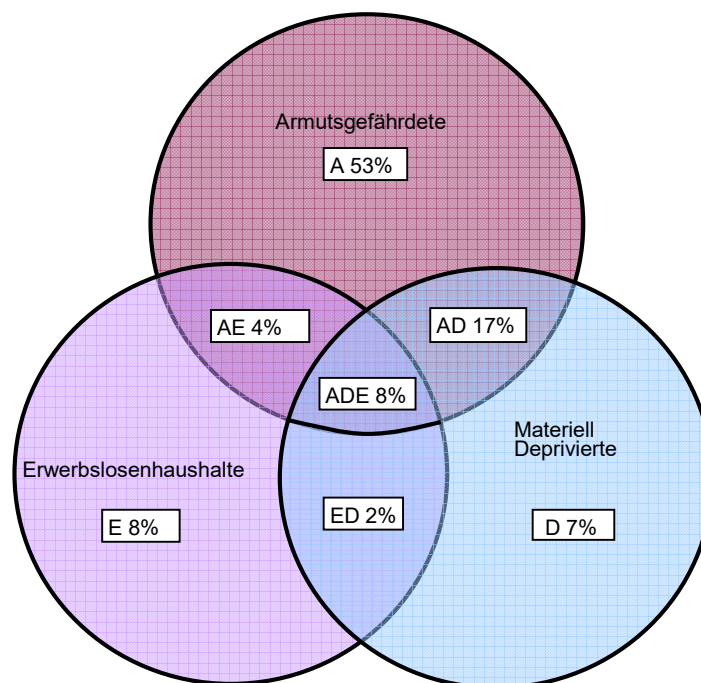 Armutsgefährdete
A 53%
AE 4%
AD 17%
ADE 8%
Materiell
Deprivierte
Erwerbslosenhaushalte
ED 2%
E 8%
D 7%